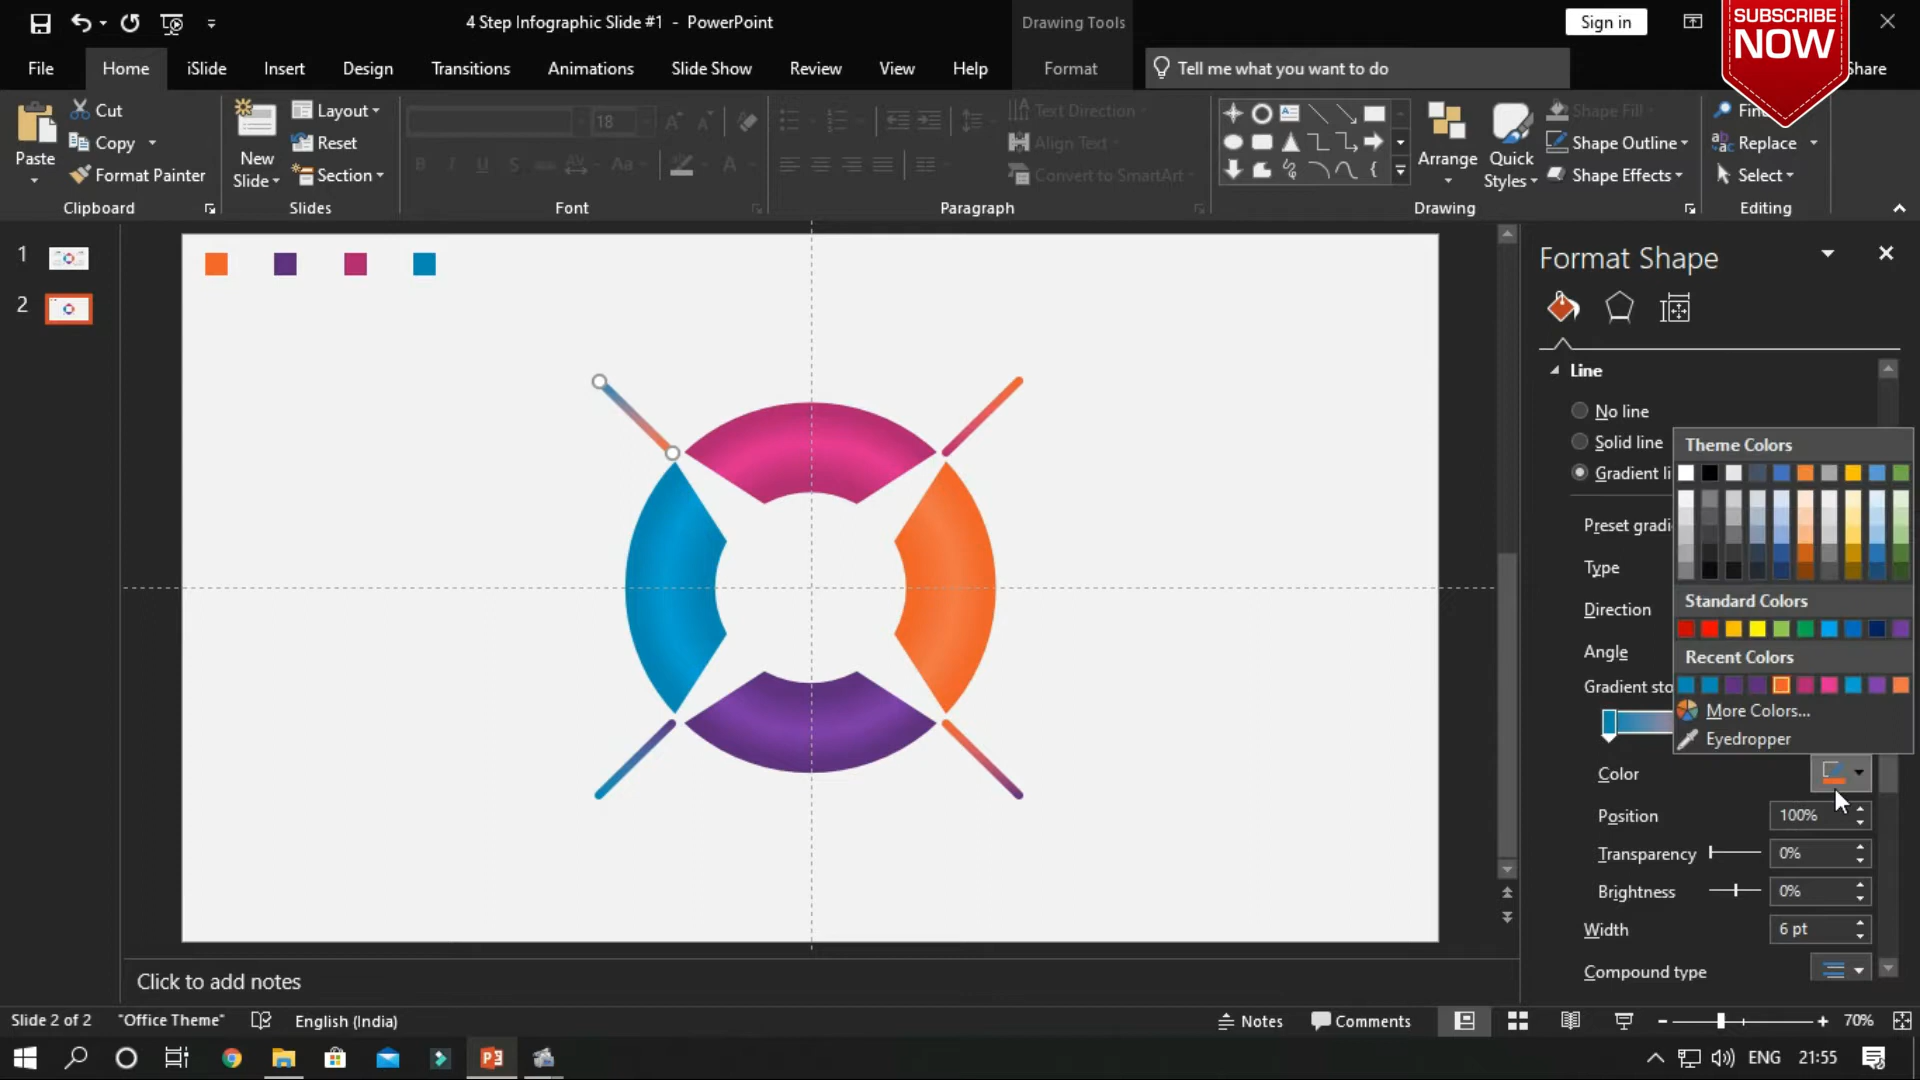 4 Step Infographic Slide #1 - PowerPoint
Drawing Tools
Sign in
SUBSCRIBE
NOW
File
Home
iSlide
Insert
Design
Transitions
Animations
Slide Show
Review
View
Help
Format
Tell me what you want to do
Share
Paste
Cut
Copy
Format Painter
Clipboard
New
Slide
Layout
Reset
Section
Slides
18
Font
Text Direction
Align Text
Convert to SmartArt
Paragraph
Arrange
Quick
Styles
Shape Fill
Shape Outline
Shape Effects
Drawing
Replace
Select
Editing
1
2
Format Shape
Line
No line
Solid line
Gradient li
Preset gradi
Type
Direction
Angle
Gradient sto
Theme Colors
Standard Colors
Recent Colors
More Colors...
Eyedropper
Color
Position
100%
Transparency
0%
Brightness
0%
Width
6 pt
Compound type
Click to add notes
Slide 2 of 2
"Office Theme"
English (India)
Notes
Comments
70%
ENG
21:55